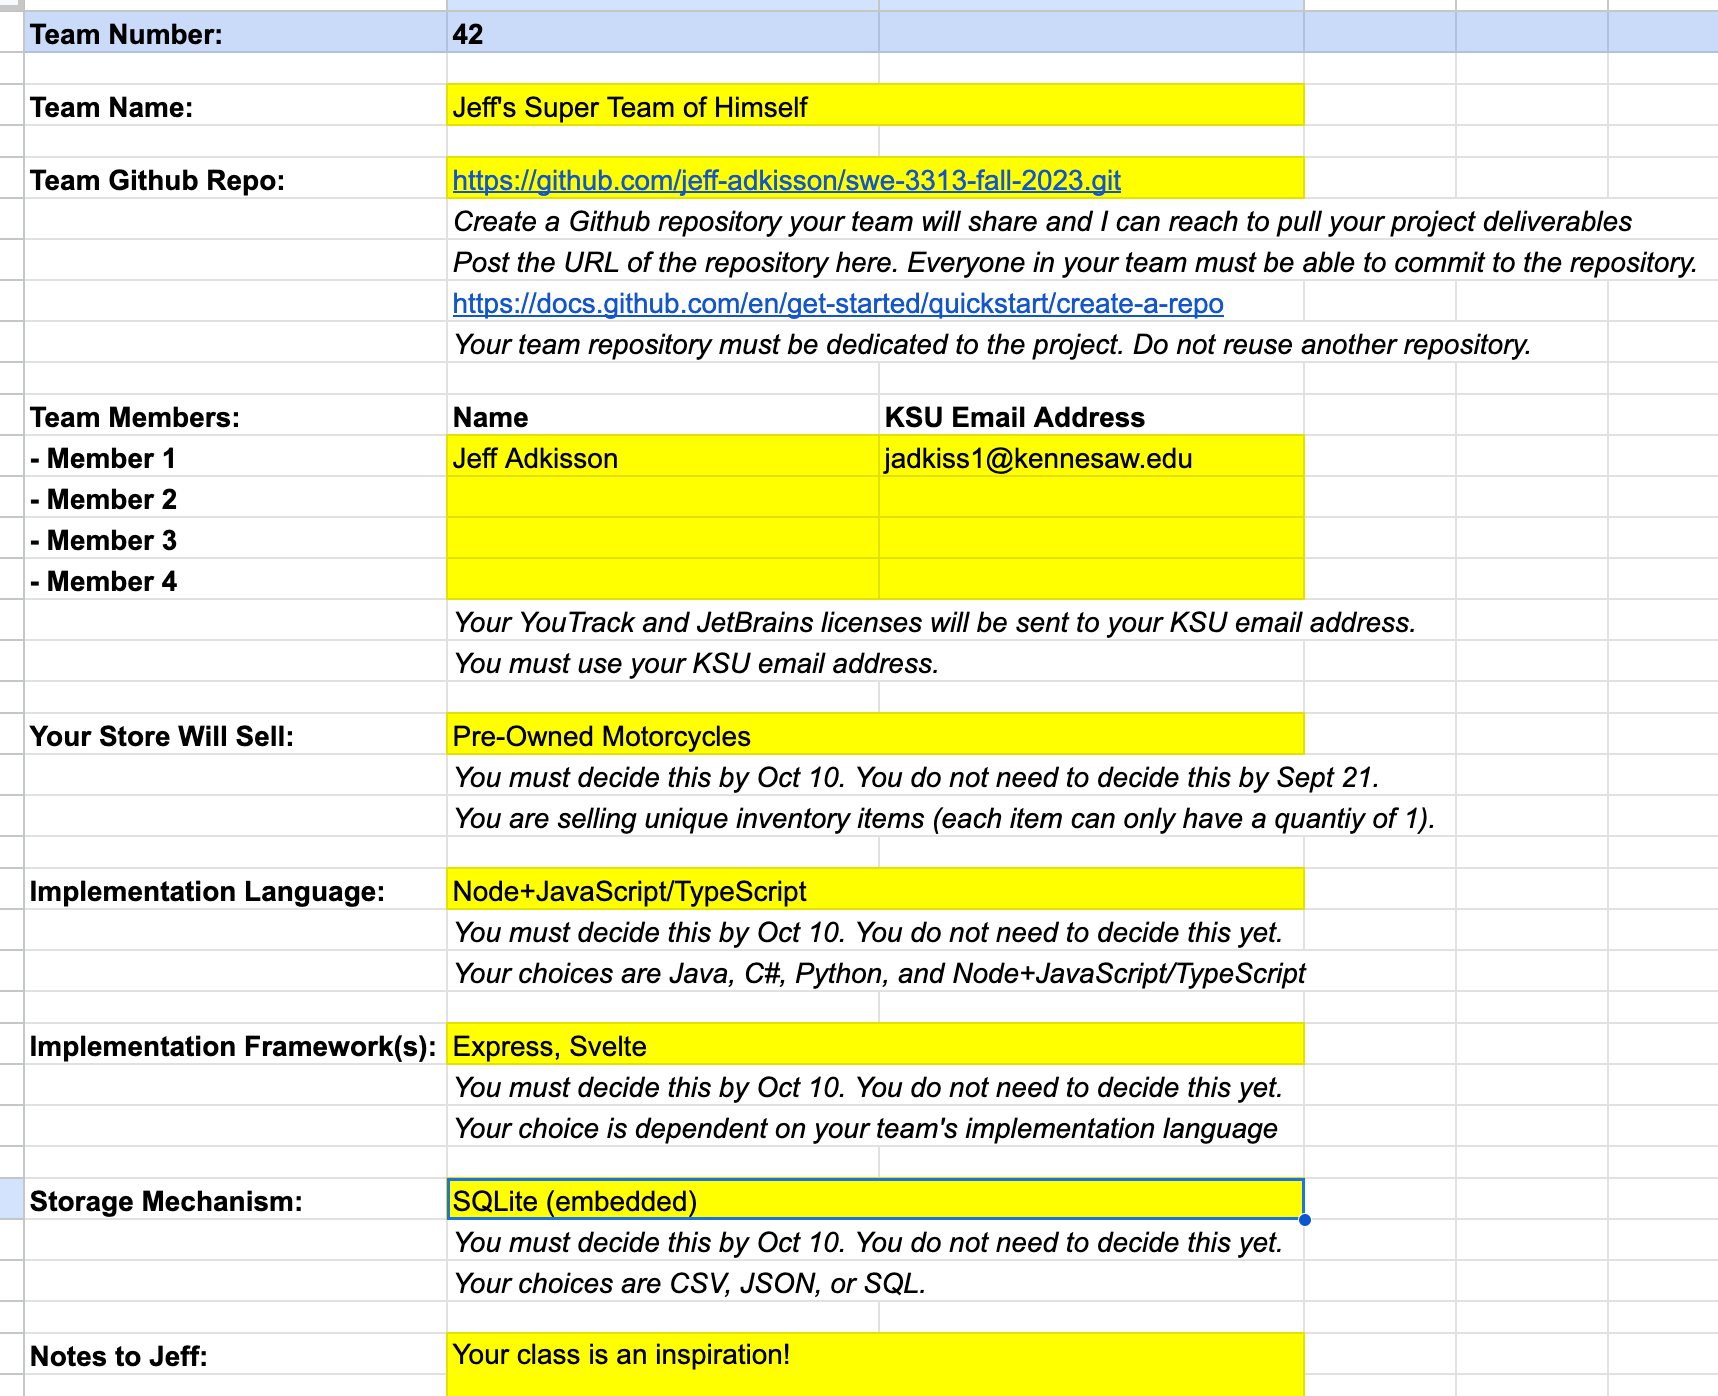 Team Number: 42
Team Name: Jeff's Super Team of Himself
Team Github Repo: https://github.com/jeff-adkisson/swe-3313-fall-2023.git
Create a Github repository your team will share and I can reach to pull your project deliverables
Post the URL of the repository here. Everyone in your team must be able to commit to the repository.
https://docs.github.com/en/get-started/quickstart/create-a-repo
Your team repository must be dedicated to the project. Do not reuse another repository.
Team Members: Name KSU Email Address
- Member 1 Jeff Adkisson jadkiss1@kennesaw.edu
- Member 2
- Member 3
- Member 4
Your YouTrack and JetBrains licenses will be sent to your KSU email address.
You must use your KSU email address.
Your Store Will Sell: Pre-Owned Motorcycles
You must decide this by Oct 10. You do not need to decide this by Sept 21.
You are selling unique inventory items (each item can only have a quantiy of 1).
Implementation Language: Node+JavaScript/TypeScript
You must decide this by Oct 10. You do not need to decide this yet.
Your choices are Java, C#, Python, and Node+JavaScript/TypeScript
Implementation Framework(s): Express, Svelte
You must decide this by Oct 10. You do not need to decide this yet.
Your choice is dependent on your team's implementation language
Storage Mechanism: SQLite (embedded)
You must decide this by Oct 10. You do not need to decide this yet.
Your choices are CSV, JSON, or SQL.
Notes to Jeff: Your class is an inspiration!